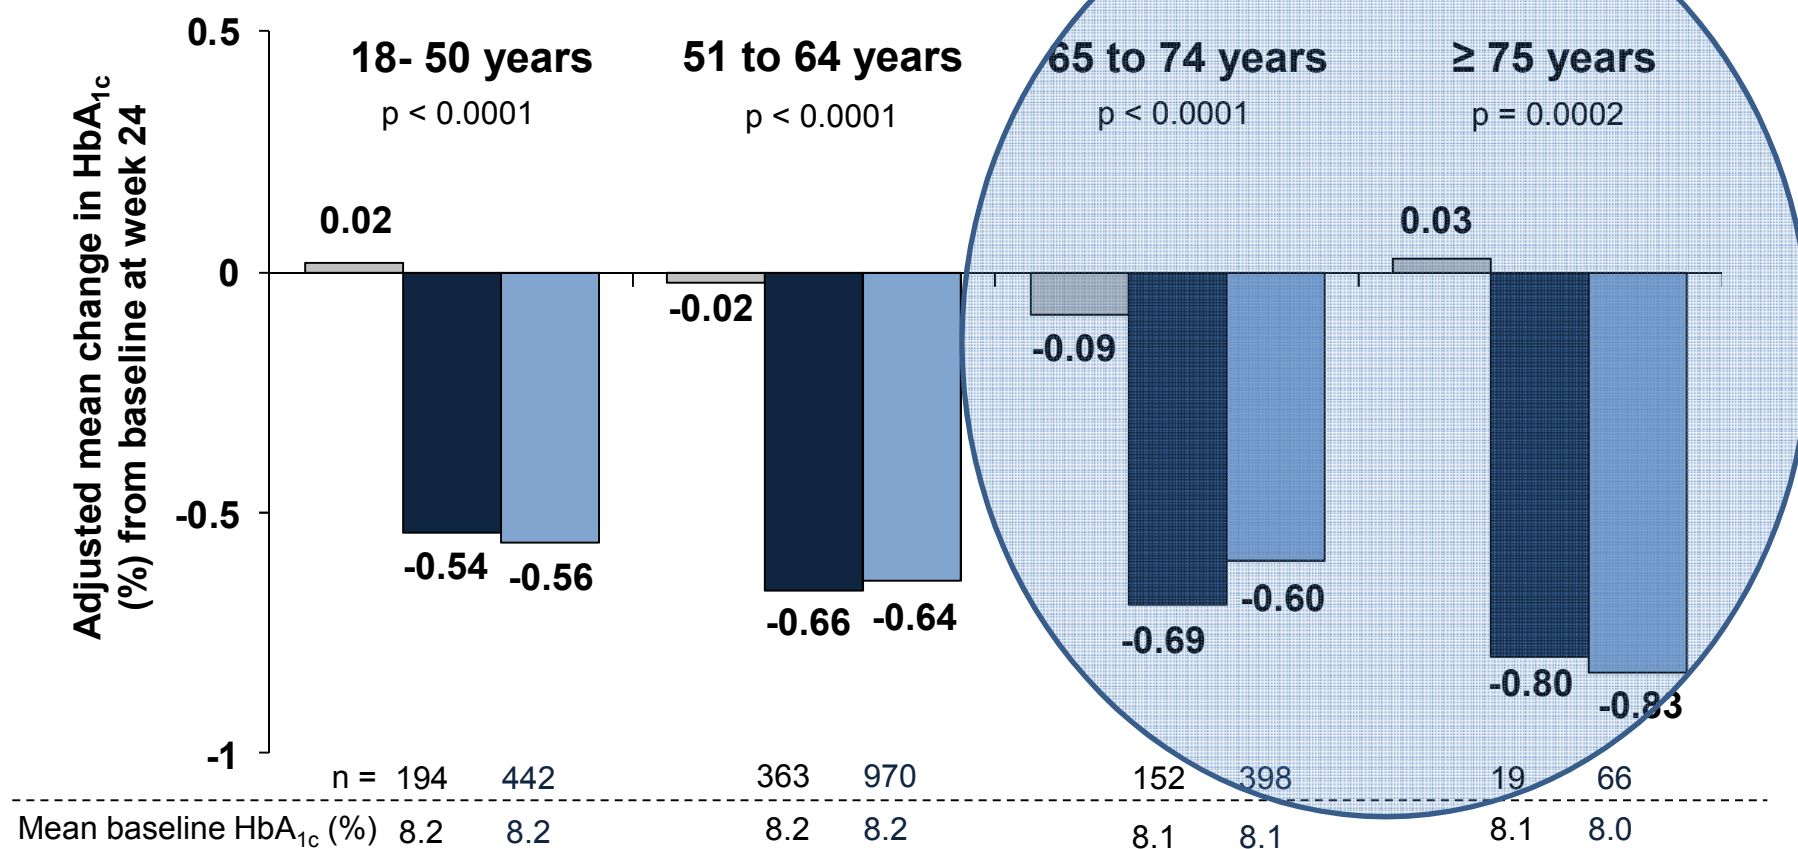 Adjusted mean change in HbA1c
(%) from baseline at week 24
0.5
0
-0.5
-1
18- 50 years
51 to 64 years
65 to 74 years
≥ 75 years
p < 0.0001
p < 0.0001
p < 0.0001
p = 0.0002
0.02
-0.54
-0.56
-0.02
-0.66
-0.64
-0.09
-0.69
-0.60
0.03
-0.80
-0.83
n = 194 442 363 970 152 398 19 66
Mean baseline HbA1c (%) 8.2 8.2 8.2 8.2 8.1 8.1 8.1 8.0